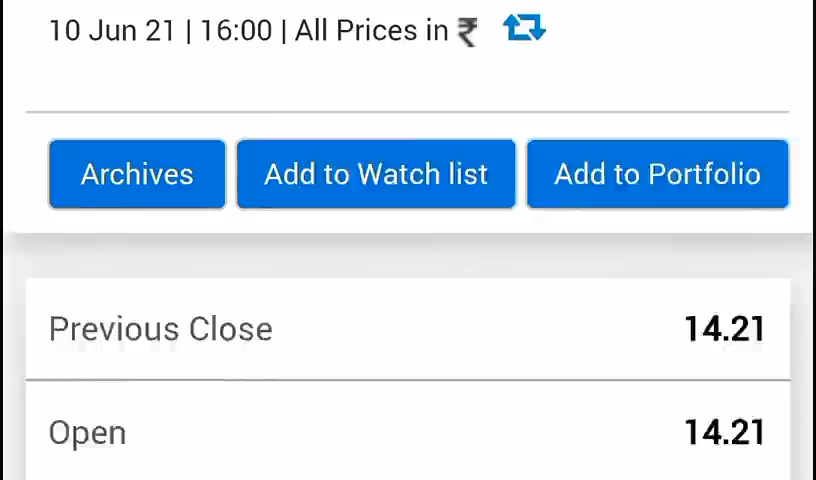 10 Jun 21 | 16:00 | All Prices in ₹
Archives Add to Watch list Add to Portfolio
Previous Close 14.21
Open 14.21